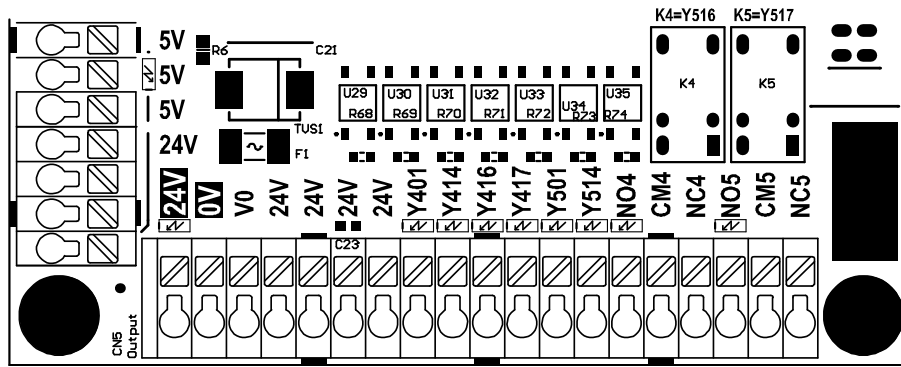 K4=Y516 K5=Y517
5V R6 C21
5V
5V
24V
TVS1
F1
U29 U30 U31 U32 U33 U34 U35
R68 R69 R70 R71 R72 R73 R74
K4 K5
24V 0V V0 24V 24V 24V 24V Y401 Y414 Y416 Y417 Y501 Y514 NO4 CM4 NC4 NO5 CM5 NC5
C23
CN5
Output